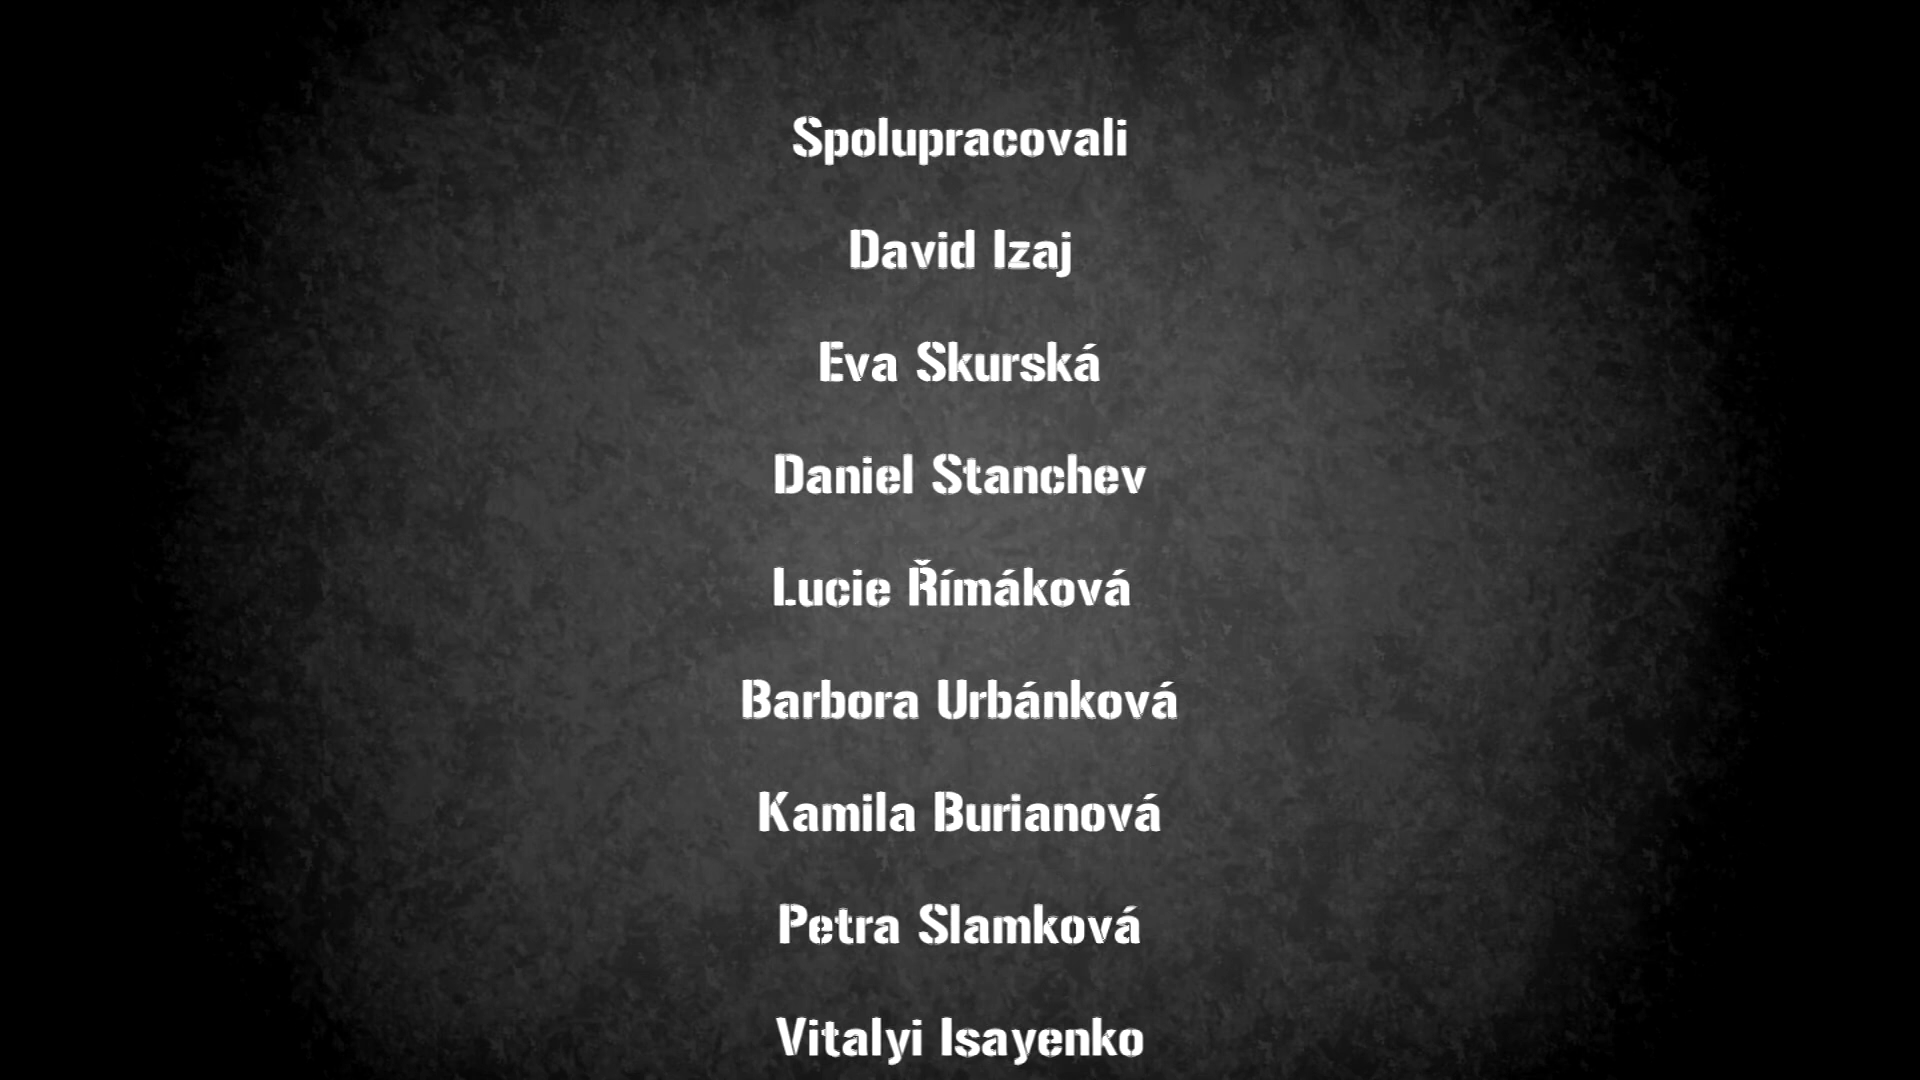 Spolupracovali
David Izaj
Eva Skurská
Daniel Stanchev
Lucie Římáková
Barbora Urbánková
Kamila Burianová
Petra Slamková
Vitalyi Isayenko